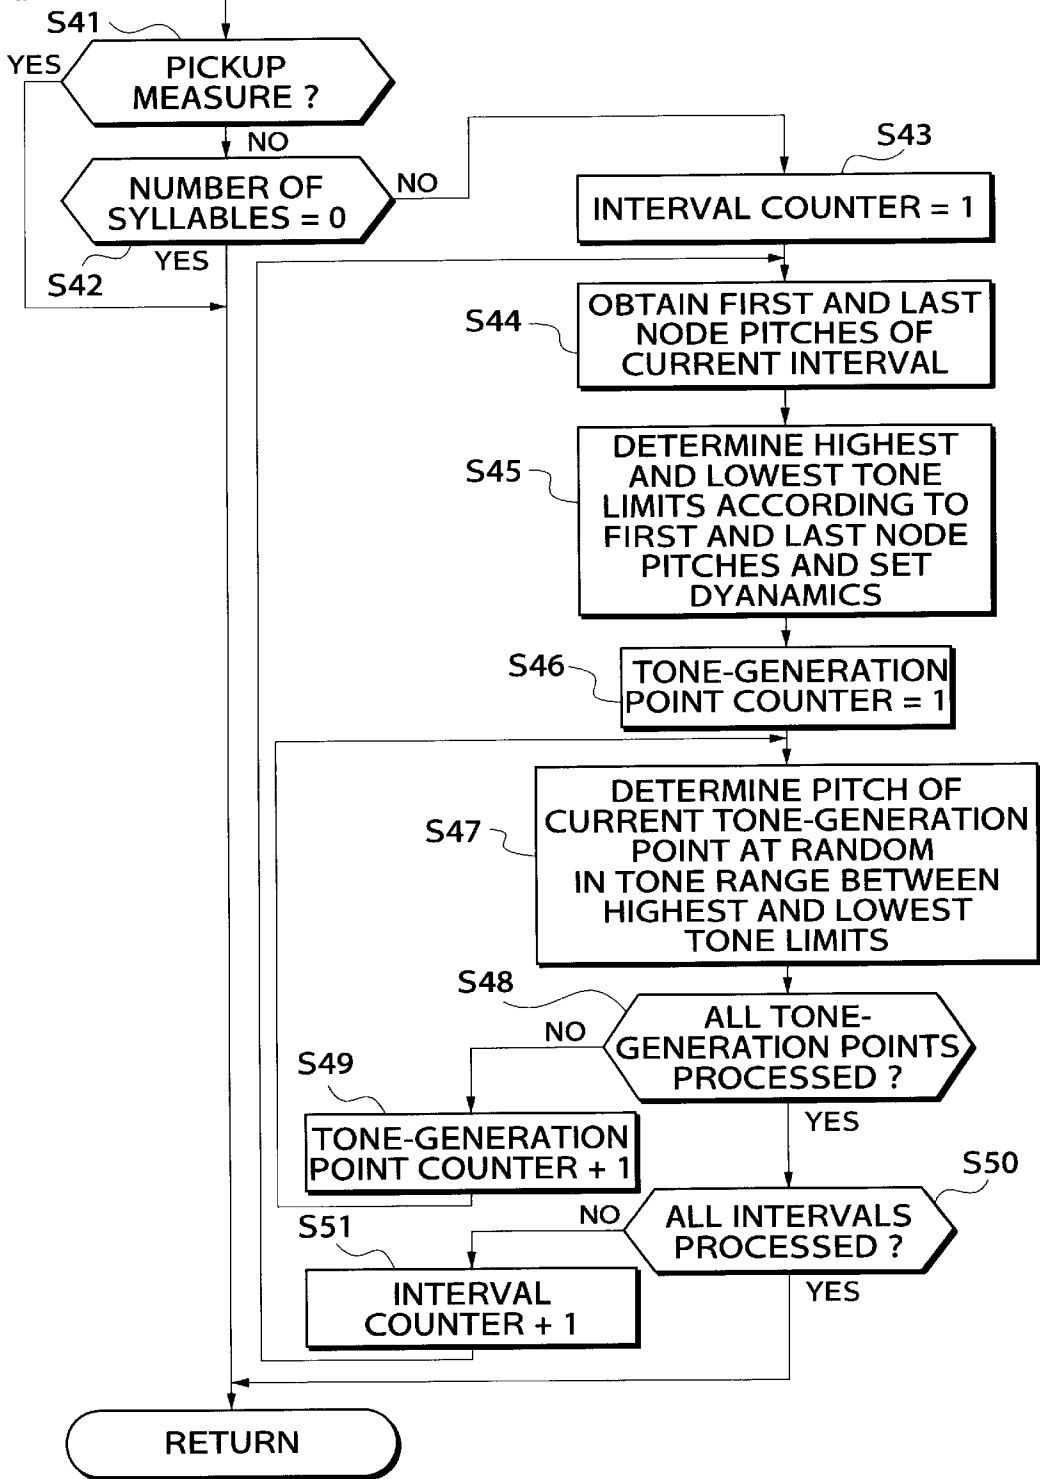 S41
YES
PICKUP
MEASURE ?
NO
NUMBER OF
SYLLABLES = 0
NO
S42
YES
S43
INTERVAL COUNTER = 1
S44
OBTAIN FIRST AND LAST
NODE PITCHES OF
CURRENT INTERVAL
S45
DETERMINE HIGHEST
AND LOWEST TONE
LIMITS ACCORDING TO
FIRST AND LAST NODE
PITCHES AND SET
DYANAMICS
S46
TONE-GENERATION
POINT COUNTER = 1
S47
DETERMINE PITCH OF
CURRENT TONE-GENERATION
POINT AT RANDOM
IN TONE RANGE BETWEEN
HIGHEST AND LOWEST
TONE LIMITS
S48
NO
ALL TONE-
GENERATION POINTS
PROCESSED ?
YES
S49
TONE-GENERATION
POINT COUNTER + 1
S50
NO
ALL INTERVALS
PROCESSED ?
YES
S51
INTERVAL
COUNTER + 1
RETURN